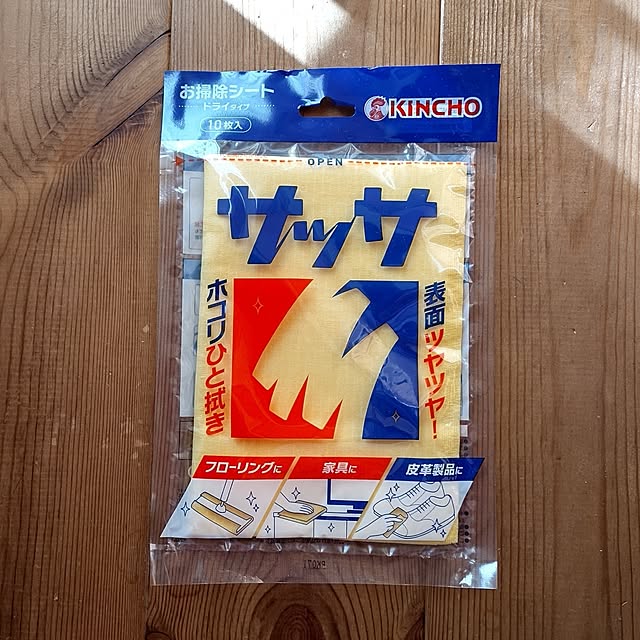 お掃除シート
ドライタイプ
10枚入
KINCHO
OPEN
サッサ
ホコリひと拭き
表面ツヤツヤ!
フローリングに
家具に
皮革製品に